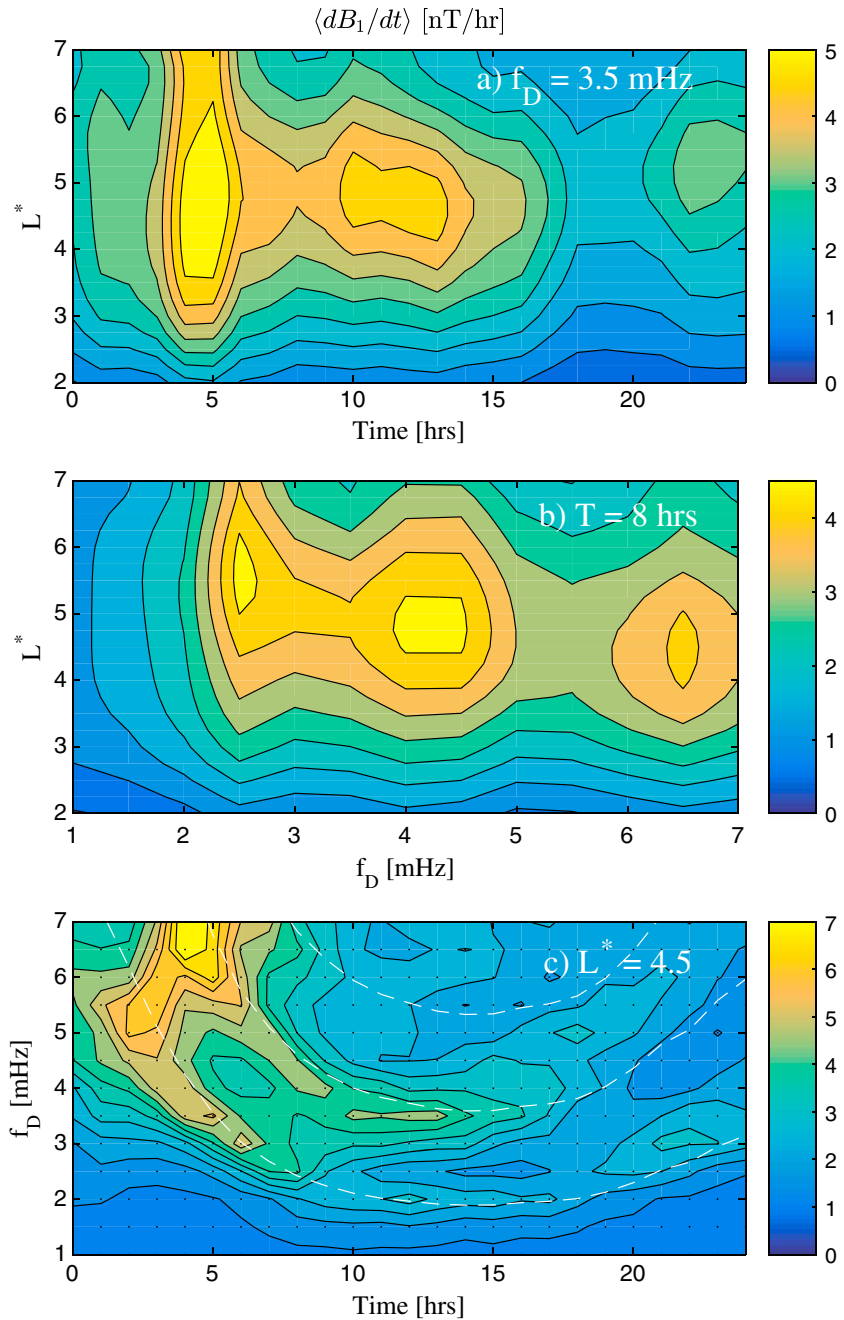 ⟨dB₁/dt⟩ [nT/hr]
a) f_D = 3.5 mHz
7
6
5
4
3
2
L*
0 5 10 15 20
Time [hrs]
5
4
3
2
1
0
b) T = 8 hrs
7
6
5
4
3
2
L*
1 2 3 4 5 6 7
f_D [mHz]
4
3
2
1
0
c) L* = 4.5
7
6
5
4
3
2
1
f_D [mHz]
0 5 10 15 20
Time [hrs]
7
6
5
4
3
2
1
0